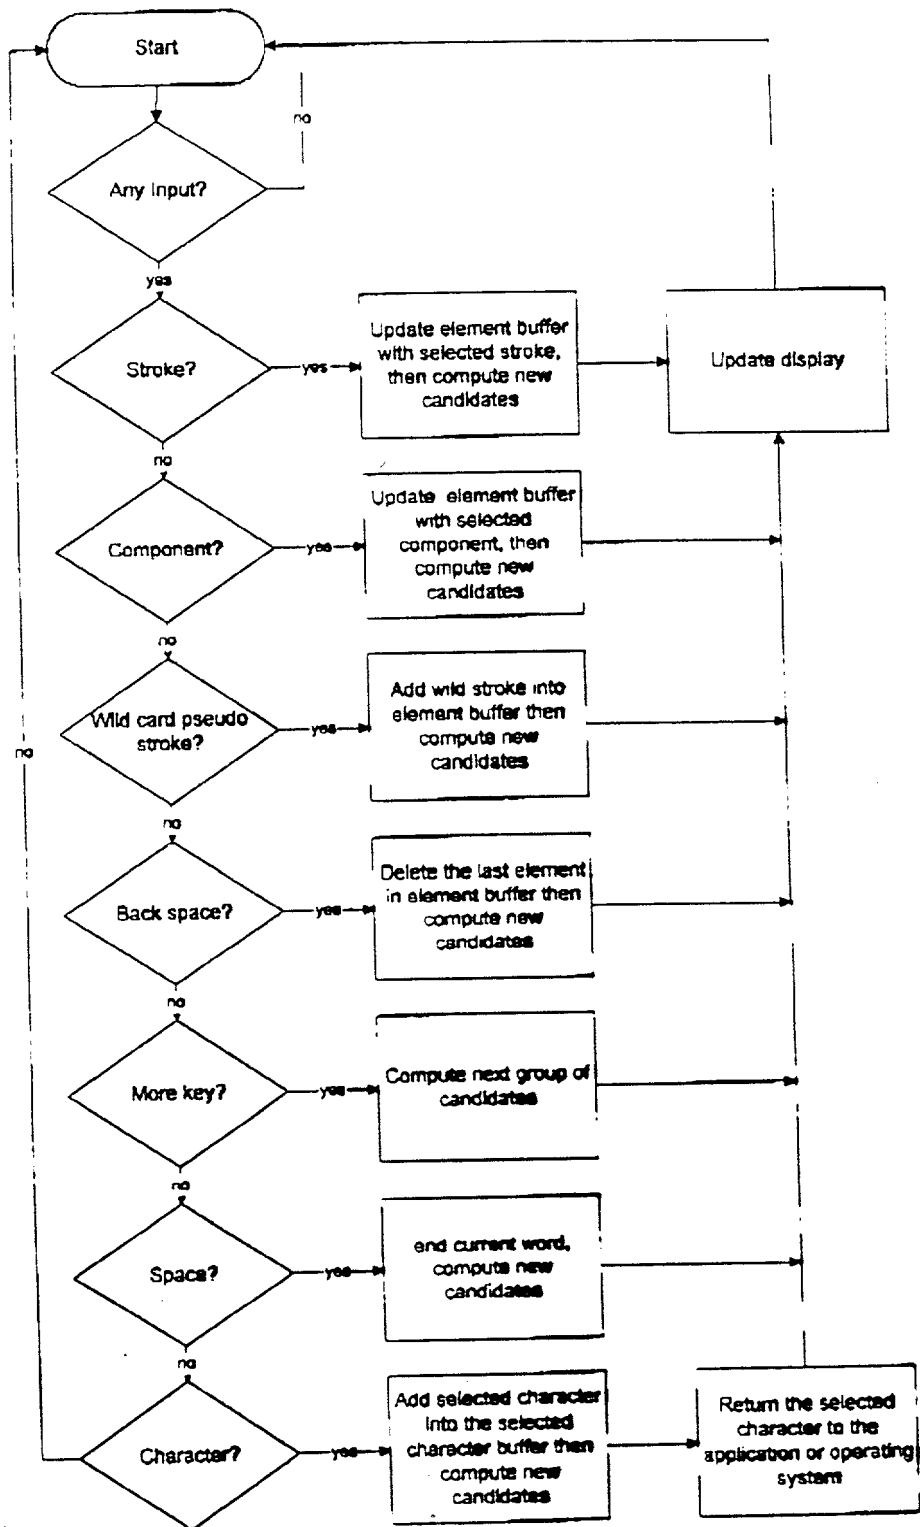 Start
no
Any Input?
yes
Stroke?
yes
Update element buffer
with selected stroke,
then compute new
candidates
Update display
no
Component?
yes
Update element buffer
with selected
component, then
compute new
candidates
no
Wild card pseudo
stroke?
yes
Add wild stroke into
element buffer then
compute new
candidates
no
no
Back space?
yes
Delete the last element
in element buffer then
compute new
candidates
no
More key?
yes
Compute next group of
candidates
no
Space?
yes
end current word,
compute new
candidates
no
Character?
yes
Add selected character
into the selected
character buffer then
compute new
candidates
Return the selected
character to the
application or operating
system